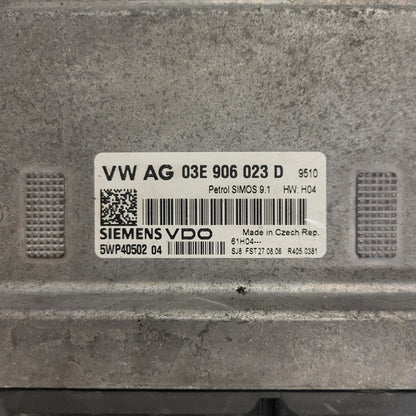 VW AG 03E 906 023 D 9510
Petrol SIMOS 9.1 HW: H04
SIEMENS VDO Made in Czech Rep.
61H04---
5WP40502 04 SJ8 FST 27.08.06 R405 0381